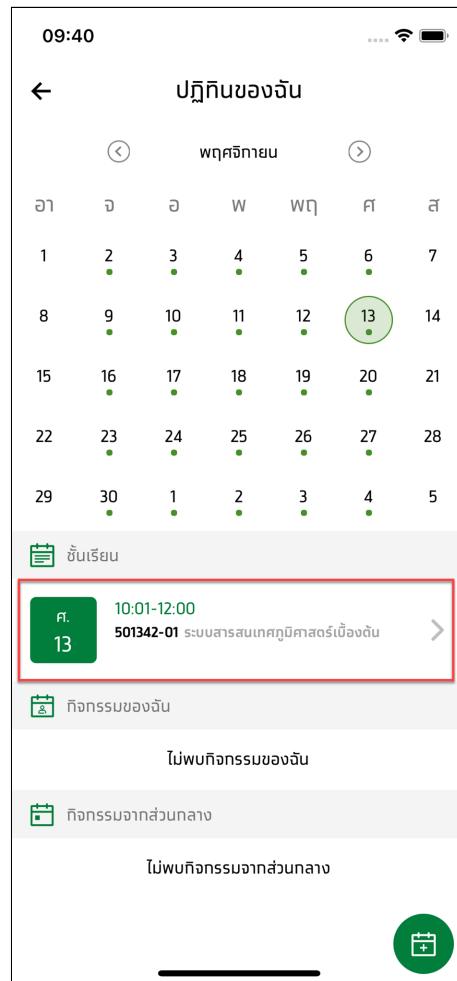 09:40
ปฏิทินของฉัน
พฤศจิกายน
อา จ อ พ พฤ ศ ส
1 2 3 4 5 6 7
8 9 10 11 12 13 14
15 16 17 18 19 20 21
22 23 24 25 26 27 28
29 30 1 2 3 4 5
ชั้นเรียน
ศ.
13
10:01-12:00
501342-01 ระบบสารสนเทศภูมิศาสตร์เบื้องต้น
กิจกรรมของฉัน
ไม่พบกิจกรรมของฉัน
กิจกรรมจากส่วนกลาง
ไม่พบกิจกรรมจากส่วนกลาง